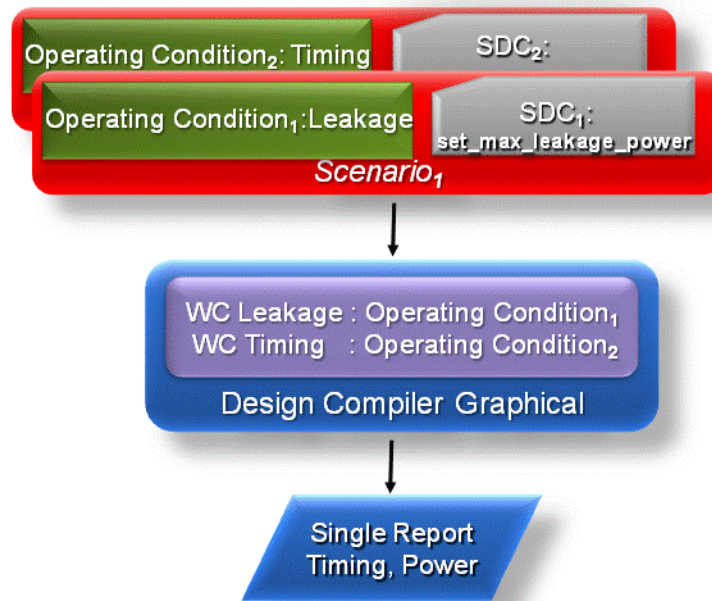 Operating Condition₂: Timing
SDC₂:
Operating Condition₁:Leakage
SDC₁:
set_max_leakage_power
Scenario₁
WC Leakage : Operating Condition₁
WC Timing : Operating Condition₂
Design Compiler Graphical
Single Report
Timing, Power